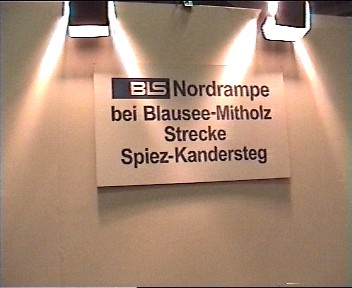 BLS Nordrampe
bei Blausee-Mitholz
Strecke
Spiez-Kandersteg